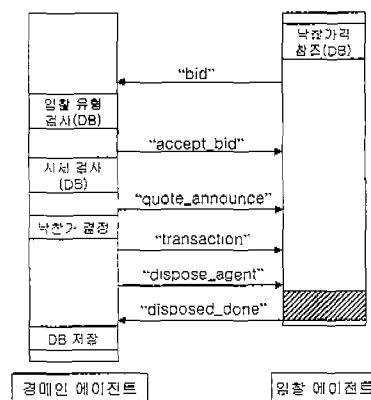 낙찰가격
참조(DB)
"bid"
입찰 유형
검사(DB)
"accept_bid"
시세 검사
(DB)
"quote_announce"
낙찬가 결정
"transaction"
"dispose_agent"
"disposed_done"
DB 저장
경매인 에이전트
입찰 에이전트